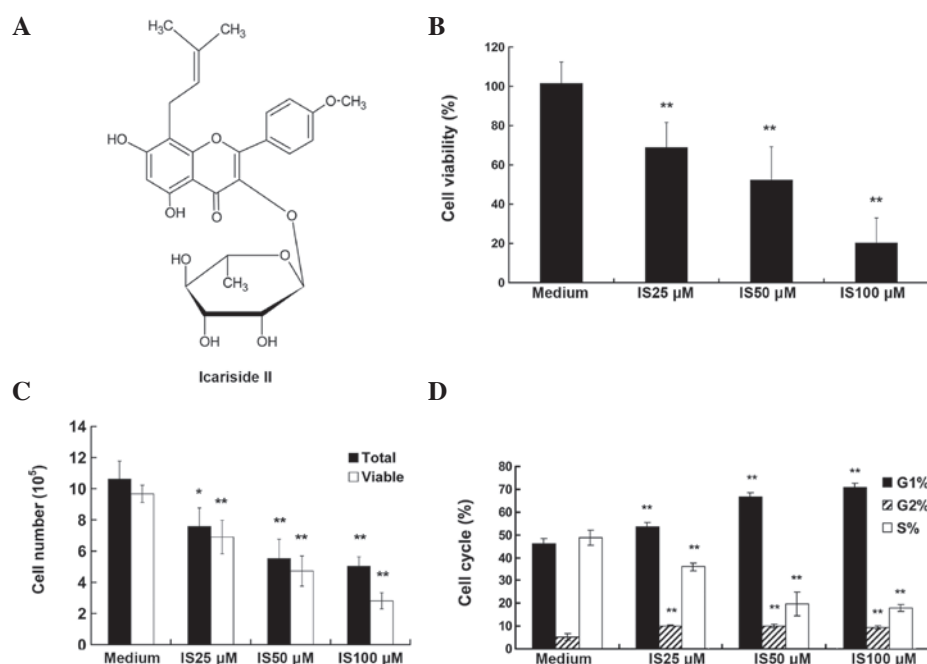 A
H₃C
CH₃
O-CH₃
HO
O
OH
O
O
HO
O
CH₃
OH
OH
Icariside II
B
Cell viability (%)
120
100
80
60
40
20
0
**
**
**
Medium
IS25 µM
IS50 µM
IS100 µM
C
Cell number (10⁵)
14
12
10
8
6
4
2
0
Total
Viable
*
**
**
**
**
**
Medium
IS25 µM
IS50 µM
IS100 µM
D
Cell cycle (%)
80
70
60
50
40
30
20
10
0
G1%
G2%
S%
**
**
**
**
**
**
**
**
**
Medium
IS25 µM
IS50 µM
IS100 µM